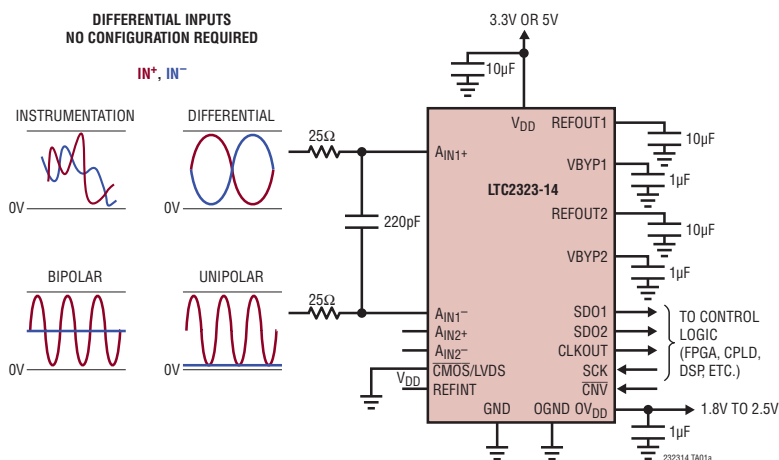 DIFFERENTIAL INPUTS
NO CONFIGURATION REQUIRED
IN+, IN−
INSTRUMENTATION
0V
DIFFERENTIAL
0V
BIPOLAR
0V
UNIPOLAR
0V
25Ω
220pF
25Ω
3.3V OR 5V
10µF
VDD
LTC2323-14
AIN1+
AIN1−
AIN2+
AIN2−
CMOS/LVDS
VDD
REFINT
GND
OGND
OVDD
REFOUT1
10µF
VBYP1
1µF
REFOUT2
10µF
VBYP2
1µF
SDO1
SDO2
CLKOUT
SCK
CNV
TO CONTROL
LOGIC
(FPGA, CPLD,
DSP, ETC.)
1.8V TO 2.5V
1µF
232314 TA01a